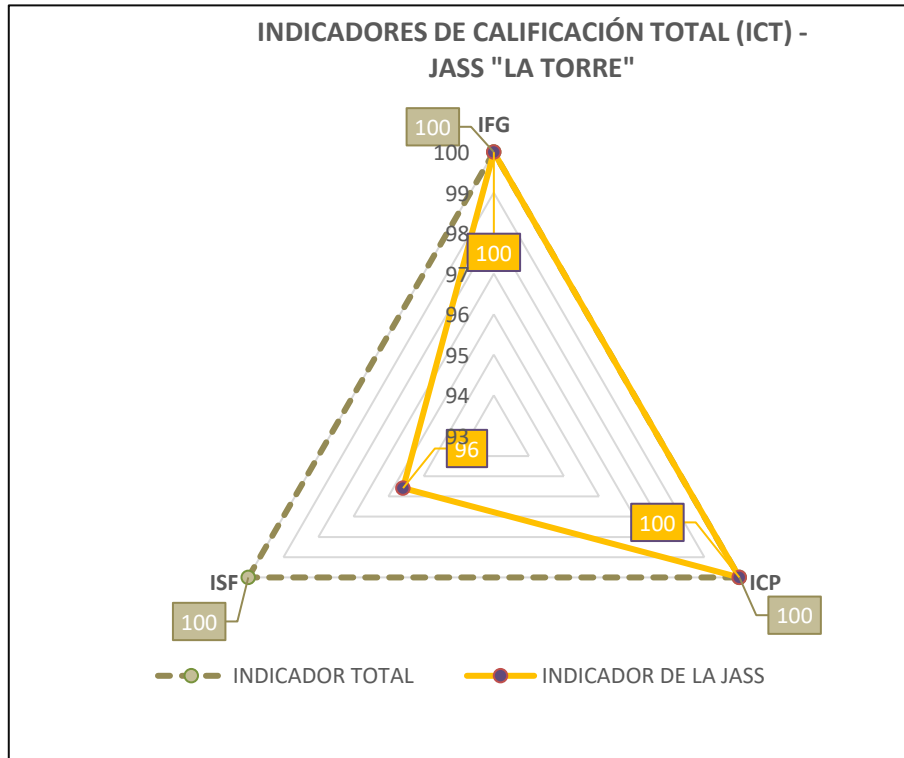 INDICADORES DE CALIFICACIÓN TOTAL (ICT) -
JASS "LA TORRE"
100
IFG
100
99
98
100
97
96
95
94
93
96
100
ISF
ICP
100
100
INDICADOR TOTAL
INDICADOR DE LA JASS